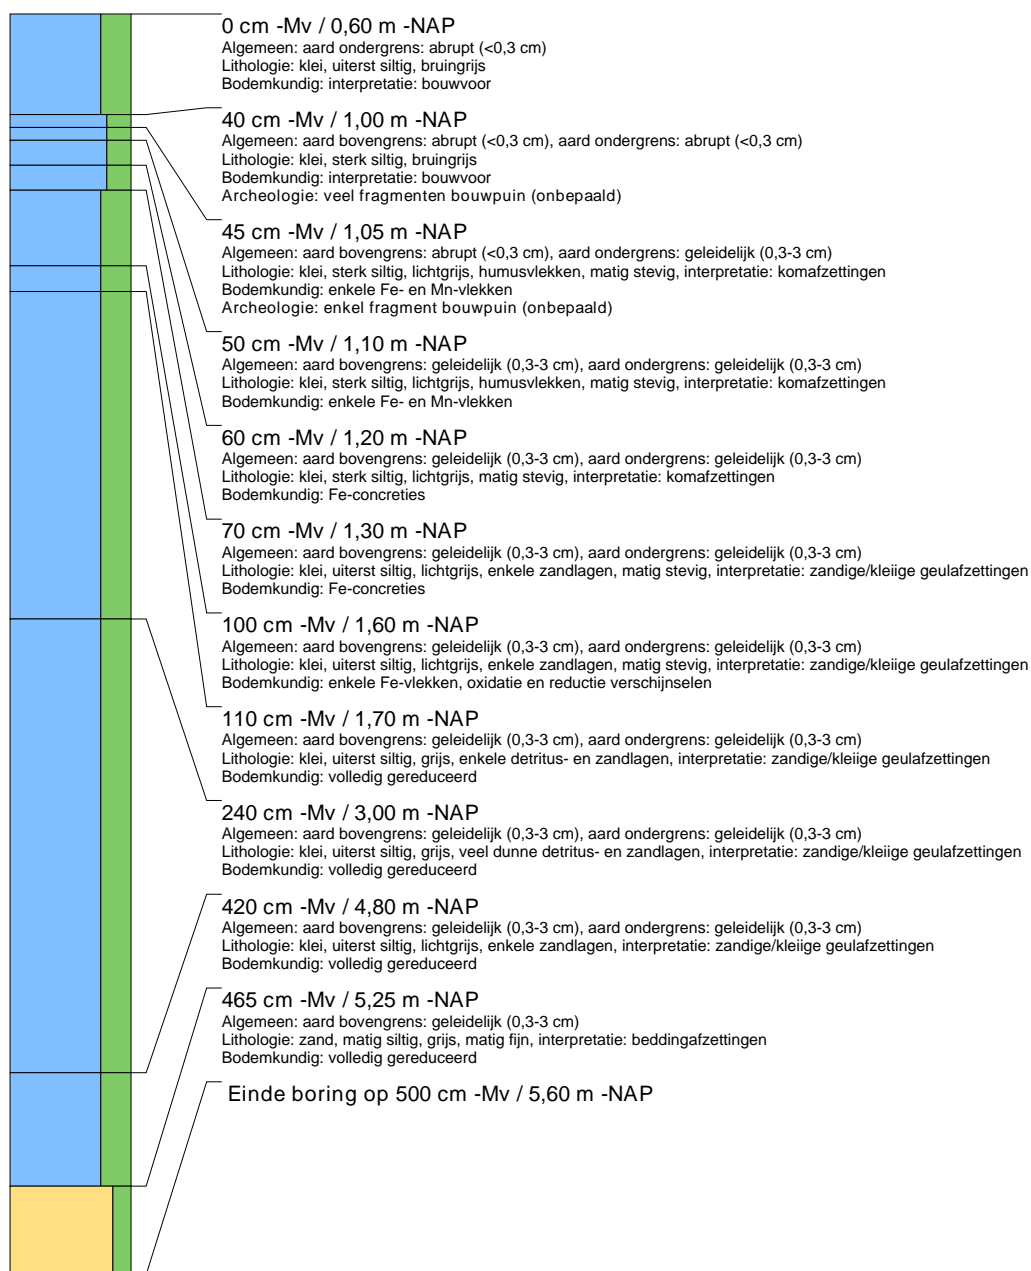 0 cm -Mv / 0,60 m -NAP
Algemeen: aard ondergrens: abrupt (<0,3 cm)
Lithologie: klei, uiterst siltig, bruingrijs
Bodemkundig: interpretatie: bouwvoor
40 cm -Mv / 1,00 m -NAP
Algemeen: aard bovengrens: abrupt (<0,3 cm), aard ondergrens: abrupt (<0,3 cm)
Lithologie: klei, sterk siltig, bruingrijs
Bodemkundig: interpretatie: bouwvoor
Archeologie: veel fragmenten bouwpuin (onbepaald)
45 cm -Mv / 1,05 m -NAP
Algemeen: aard bovengrens: abrupt (<0,3 cm), aard ondergrens: geleidelijk (0,3-3 cm)
Lithologie: klei, sterk siltig, lichtgrijs, humusvlekken, matig stevig, interpretatie: komafzettingen
Bodemkundig: enkele Fe- en Mn-vlekken
Archeologie: enkel fragment bouwpuin (onbepaald)
50 cm -Mv / 1,10 m -NAP
Algemeen: aard bovengrens: geleidelijk (0,3-3 cm), aard ondergrens: geleidelijk (0,3-3 cm)
Lithologie: klei, sterk siltig, lichtgrijs, humusvlekken, matig stevig, interpretatie: komafzettingen
Bodemkundig: enkele Fe- en Mn-vlekken
60 cm -Mv / 1,20 m -NAP
Algemeen: aard bovengrens: geleidelijk (0,3-3 cm), aard ondergrens: geleidelijk (0,3-3 cm)
Lithologie: klei, sterk siltig, lichtgrijs, matig stevig, interpretatie: komafzettingen
Bodemkundig: Fe-concreties
70 cm -Mv / 1,30 m -NAP
Algemeen: aard bovengrens: geleidelijk (0,3-3 cm), aard ondergrens: geleidelijk (0,3-3 cm)
Lithologie: klei, uiterst siltig, lichtgrijs, enkele zandlagen, matig stevig, interpretatie: zandige/kleiige geulafzettingen
Bodemkundig: Fe-concreties
100 cm -Mv / 1,60 m -NAP
Algemeen: aard bovengrens: geleidelijk (0,3-3 cm), aard ondergrens: geleidelijk (0,3-3 cm)
Lithologie: klei, uiterst siltig, lichtgrijs, enkele zandlagen, matig stevig, interpretatie: zandige/kleiige geulafzettingen
Bodemkundig: enkele Fe-vlekken, oxidatie en reductie verschijnselen
110 cm -Mv / 1,70 m -NAP
Algemeen: aard bovengrens: geleidelijk (0,3-3 cm), aard ondergrens: geleidelijk (0,3-3 cm)
Lithologie: klei, uiterst siltig, grijs, enkele detritus- en zandlagen, interpretatie: zandige/kleiige geulafzettingen
Bodemkundig: volledig gereduceerd
240 cm -Mv / 3,00 m -NAP
Algemeen: aard bovengrens: geleidelijk (0,3-3 cm), aard ondergrens: geleidelijk (0,3-3 cm)
Lithologie: klei, uiterst siltig, grijs, veel dunne detritus- en zandlagen, interpretatie: zandige/kleiige geulafzettingen
Bodemkundig: volledig gereduceerd
420 cm -Mv / 4,80 m -NAP
Algemeen: aard bovengrens: geleidelijk (0,3-3 cm), aard ondergrens: geleidelijk (0,3-3 cm)
Lithologie: klei, uiterst siltig, lichtgrijs, enkele zandlagen, interpretatie: zandige/kleiige geulafzettingen
Bodemkundig: volledig gereduceerd
465 cm -Mv / 5,25 m -NAP
Algemeen: aard bovengrens: geleidelijk (0,3-3 cm)
Lithologie: zand, matig siltig, grijs, matig fijn, interpretatie: beddingafzettingen
Bodemkundig: volledig gereduceerd
Einde boring op 500 cm -Mv / 5,60 m -NAP